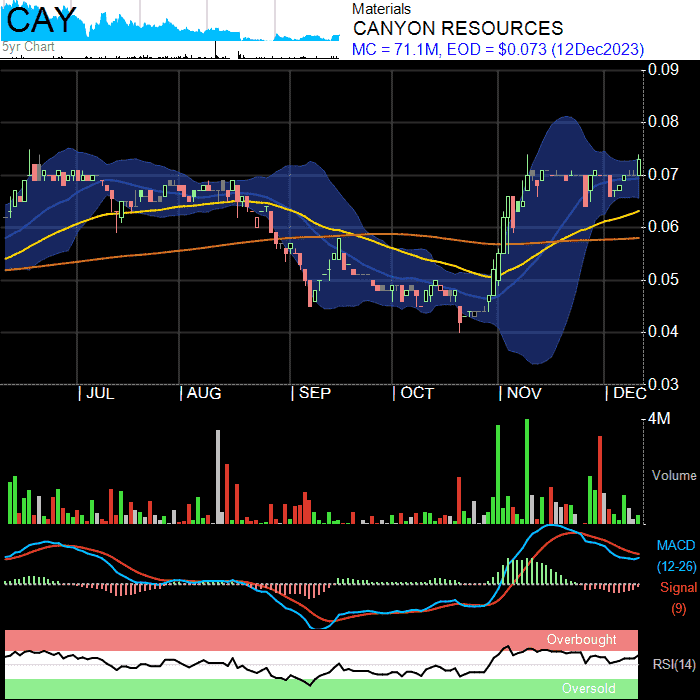 CAY
5yr Chart
Materials
CANYON RESOURCES
MC = 71.1M, EOD = $0.073 (12Dec2023)
0.09
0.08
0.07
0.06
0.05
0.04
0.03
JUL AUG SEP OCT NOV DEC
4M
Volume
MACD
(12-26)
Signal
(9)
Overbought
RSI(14)
Oversold